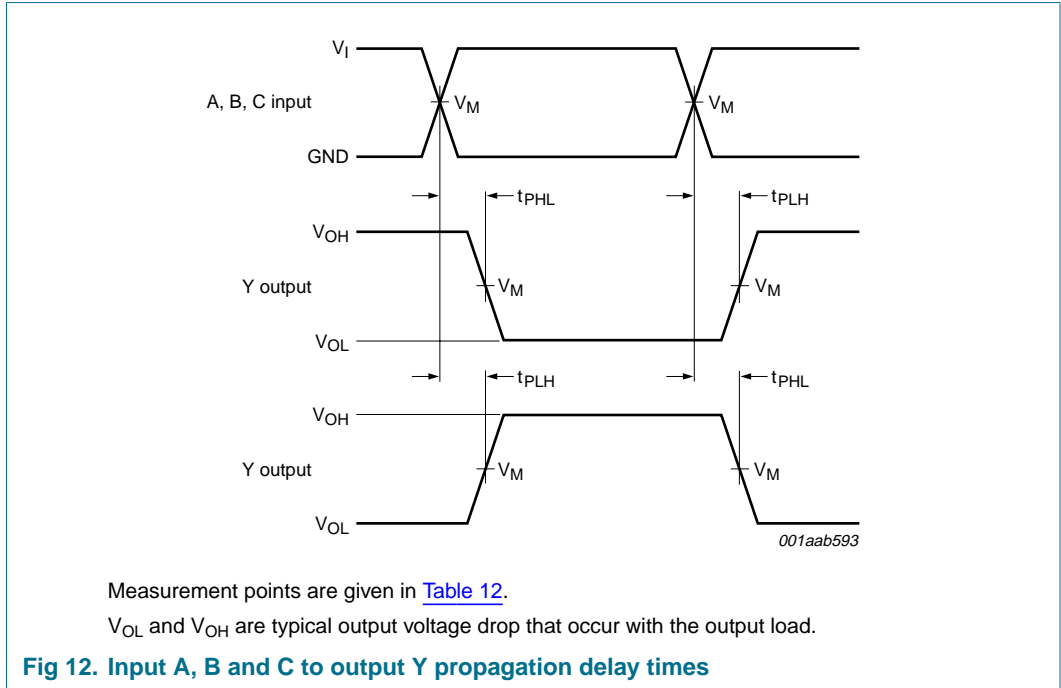 VI
VM
VM
A, B, C input
GND
tPHL
tPLH
VOH
Y output
VM
VM
VOL
tPLH
tPHL
VOH
Y output
VM
VM
VOL
001aab593
Measurement points are given in Table 12.
VOL and VOH are typical output voltage drop that occur with the output load.
Fig 12. Input A, B and C to output Y propagation delay times